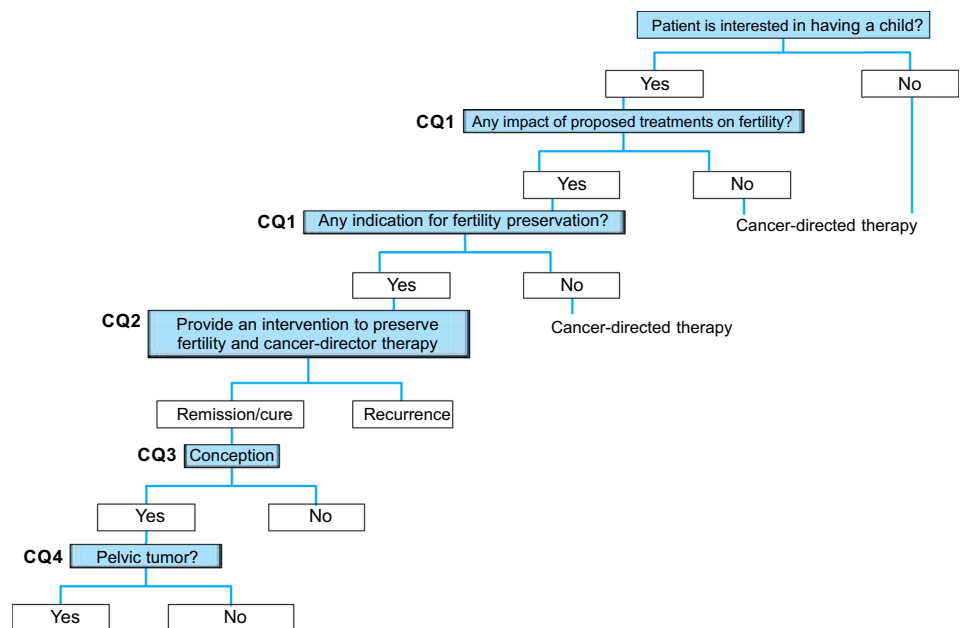 Patient is interested in having a child?
Yes
No
CQ1
Any impact of proposed treatments on fertility?
Yes
No
Cancer-directed therapy
CQ1
Any indication for fertility preservation?
Yes
No
Cancer-directed therapy
CQ2
Provide an intervention to preserve
fertility and cancer-director therapy
Remission/cure
Recurrence
CQ3
Conception
Yes
No
CQ4
Pelvic tumor?
Yes
No